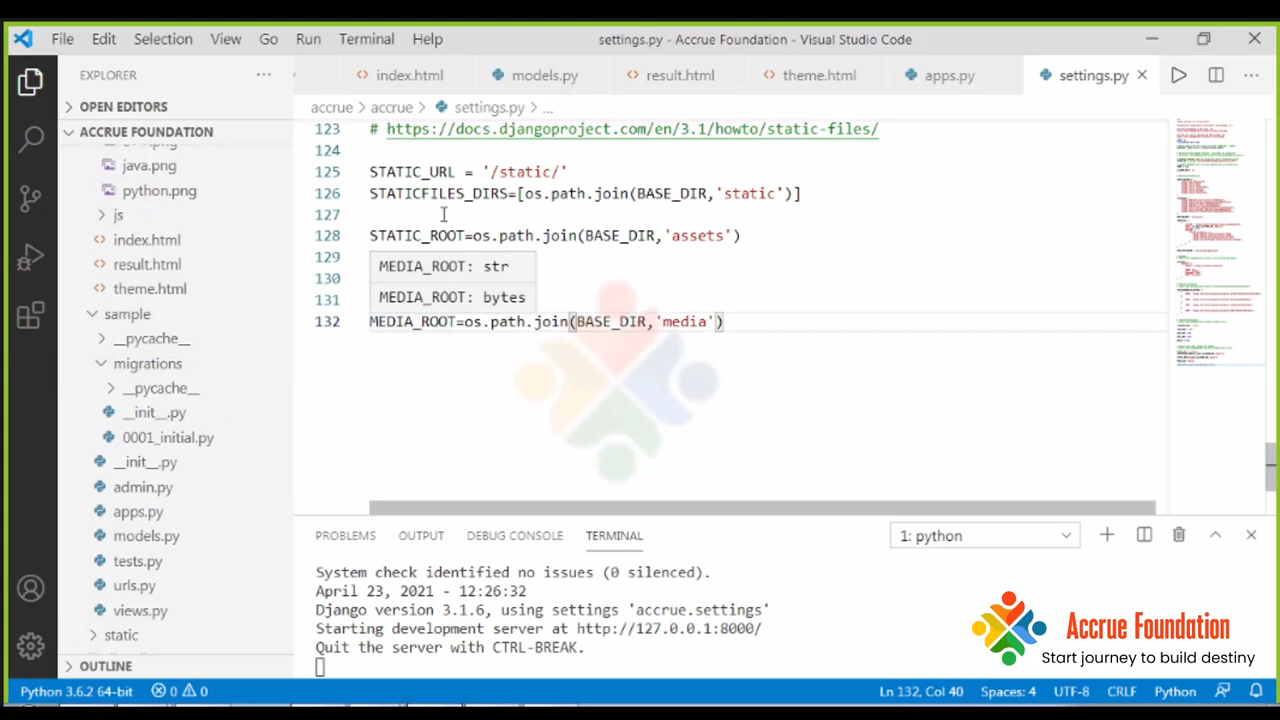 File Edit Selection View Go Run Terminal Help settings.py - Accrue Foundation - Visual Studio Code
EXPLORER
index.html models.py result.html theme.html apps.py settings.py
OPEN EDITORS
accrue > accrue > settings.py > ...
ACCRUE FOUNDATION
java.png
python.png
js
index.html
result.html
theme.html
sample
__pycache__
migrations
__pycache__
__init__.py
0001_initial.py
__init__.py
admin.py
apps.py
models.py
tests.py
urls.py
views.py
static
OUTLINE
123 # https://docs.djangoproject.com/en/3.1/howto/static-files/
124
125 STATIC_URL =
126 STATICFILES_DIRS=[os.path.join(BASE_DIR,'static')]
127
128 STATIC_ROOT=os.path.join(BASE_DIR,'assets')
129
MEDIA_ROOT: str
131
MEDIA_ROOT: bytes
132 MEDIA_ROOT=os.path.join(BASE_DIR,'media')
PROBLEMS OUTPUT DEBUG CONSOLE TERMINAL 1: python
System check identified no issues (0 silenced).
April 23, 2021 - 12:26:32
Django version 3.1.6, using settings 'accrue.settings'
Starting development server at http://127.0.0.1:8000/
Quit the server with CTRL-BREAK.
Accrue Foundation
Start journey to build destiny
Python 3.6.2 64-bit 0 0 Ln 132, Col 40 Spaces: 4 UTF-8 CRLF Python